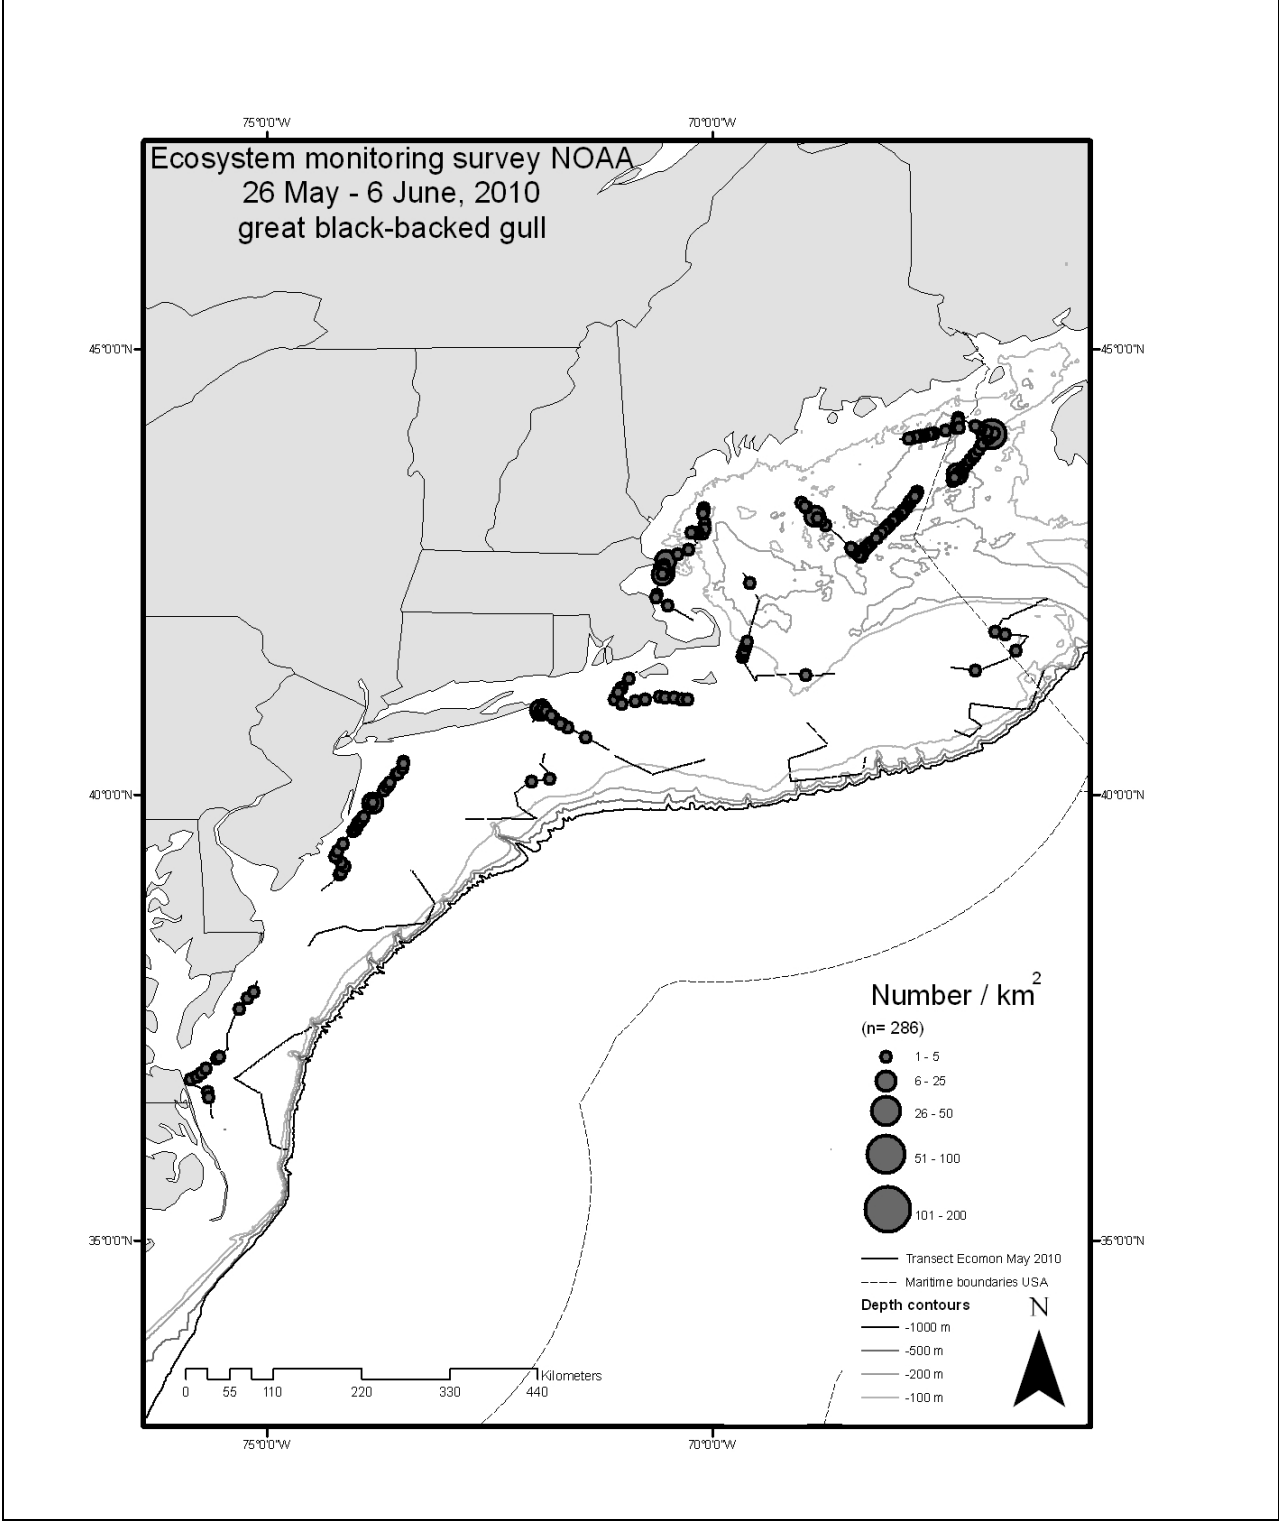 75°0'0"W 70°0'0"W
Ecosystem monitoring survey NOAA
26 May - 6 June, 2010
great black-backed gull
45°0'0"N 45°0'0"N
40°0'0"N 40°0'0"N
Number / km2
(n= 286)
1 - 5
6 - 25
26 - 50
51 - 100
101 - 200
35°0'0"N 35°0'0"N
Transect Ecomon May 2010
Maritime boundaries USA
Depth contours
N
-1000 m
-500 m
-200 m
-100 m
Kilometers
0 55 110 220 330 440
75°0'0"W 70°0'0"W